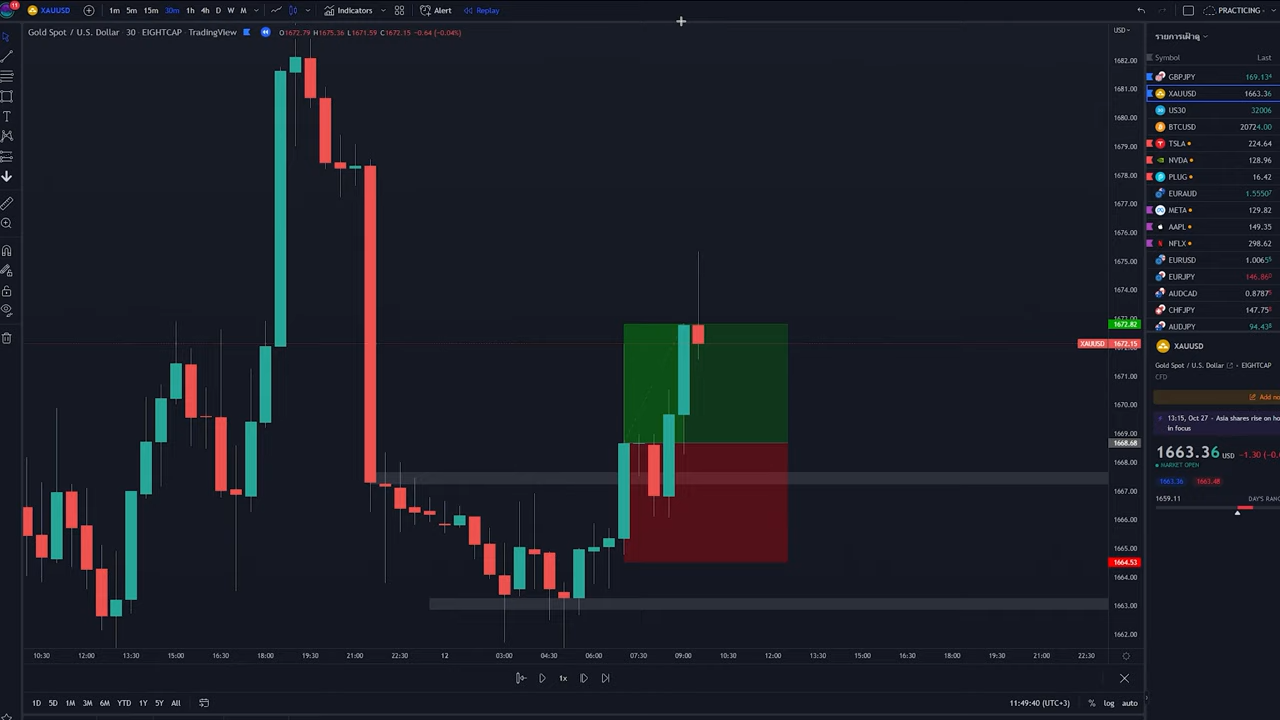 11
XAUUSD
1m 5m 15m 30m 1h 4h D W M
Indicators
Alert
Replay
PRACTICING
Gold Spot / U.S. Dollar 30 EIGHTCAP TradingView
O1672.79 H1675.36 L1671.59 C1672.15 -0.64 (-0.04%)
USD
1682.00
1681.00
1680.00
1679.00
1678.00
1677.00
1676.00
1675.00
1674.00
1672.82
XAUUSD 1672.15
1671.00
1670.00
1669.00
1668.68
1668.00
1667.00
1666.00
1665.00
1664.53
1664.00
1663.00
1662.00
10:30 12:00 13:30 15:00 16:30 18:00 19:30 21:00 22:30 12 03:00 04:30 06:00 07:30 09:00 10:30 12:00 13:30 15:00 16:30 18:00 19:30 21:00 22:30
1x
1D 5D 1M 3M 6M YTD 1Y 5Y All
11:49:40 (UTC+3)
% log auto
รายการเฝ้าดู
Symbol Last
GBPJPY 169.134
XAUUSD 1663.36
US30 32006
BTCUSD 20724.00
TSLA 224.64
NVDA 128.96
PLUG 16.42
EURAUD 1.5550
META 129.82
AAPL 149.35
NFLX 298.62
EURUSD 1.0065
EURJPY 146.86
AUDCAD 0.8787
CHFJPY 147.75
AUDJPY 94.43
XAUUSD
Gold Spot / U.S. Dollar • EIGHTCAP
CFD
Add
13:15, Oct 27 - Asia shares rise on
in focus
1663.36 USD -1.30
MARKET OPEN
1663.36 1663.48
1659.11 DAY'S